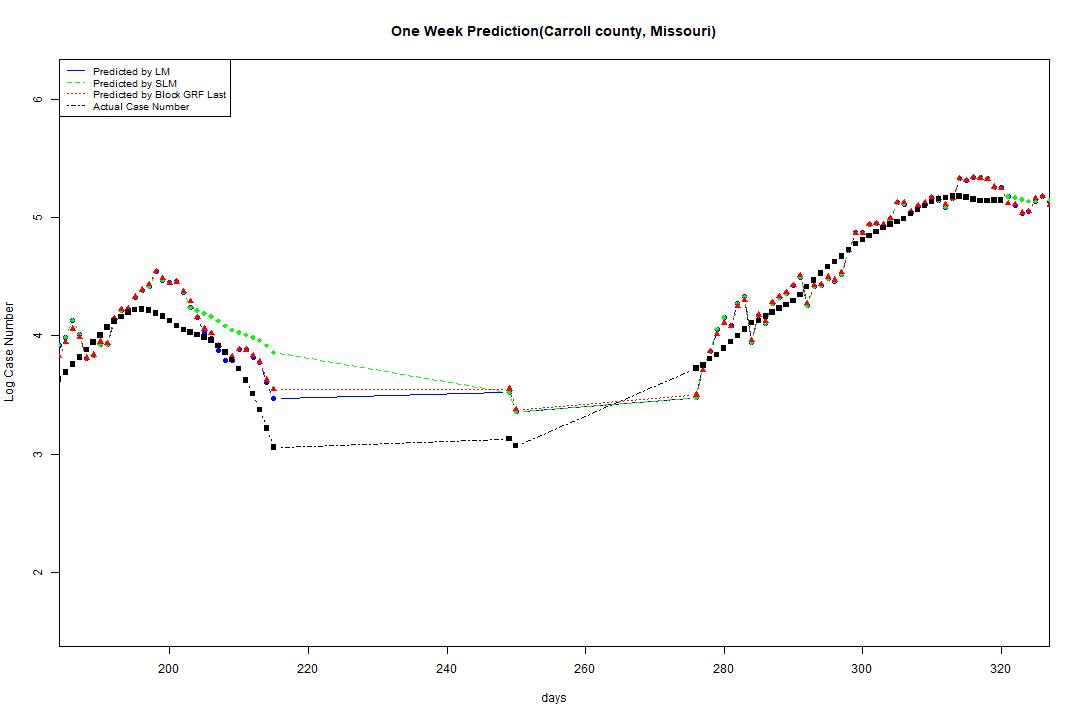 One Week Prediction(Carroll county, Missouri)
Predicted by LM
Predicted by SLM
Predicted by Block GRF Last
Actual Case Number
6
5
4
3
2
Log Case Number
200 220 240 260 280 300 320
days